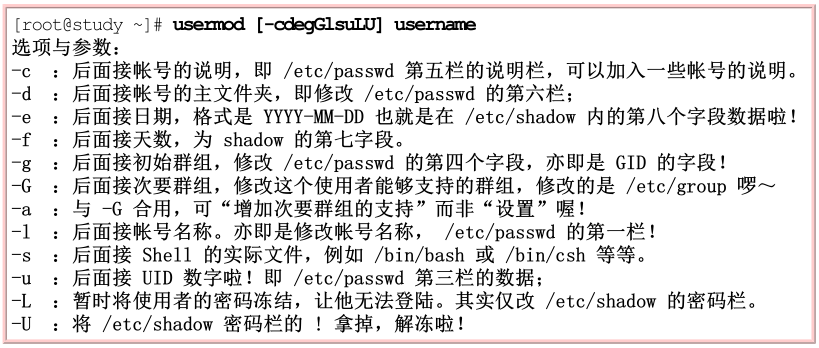 [root@study ~]# usermod [-cdegGlsuLU] username
选项与参数：
-c  ：后面接帐号的说明，即 /etc/passwd 第五栏的说明栏，可以加入一些帐号的说明。
-d  ：后面接帐号的主文件夹，即修改 /etc/passwd 的第六栏；
-e  ：后面接日期，格式是 YYYY-MM-DD 也就是在 /etc/shadow 内的第八个字段数据啦！
-f  ：后面接天数，为 shadow 的第七字段。
-g  ：后面接初始群组，修改 /etc/passwd 的第四个字段，亦即是 GID 的字段！
-G  ：后面接次要群组，修改这个使用者能够支持的群组，修改的是 /etc/group 啰～
-a  ：与 -G 合用，可“增加次要群组的支持”而非“设置”喔！
-l  ：后面接帐号名称。亦即是修改帐号名称， /etc/passwd 的第一栏！
-s  ：后面接 Shell 的实际文件，例如 /bin/bash 或 /bin/csh 等等。
-u  ：后面接 UID 数字啦！即 /etc/passwd 第三栏的数据；
-L  ：暂时将使用者的密码冻结，让他无法登陆。其实仅改 /etc/shadow 的密码栏。
-U  ：将 /etc/shadow 密码栏的 ! 拿掉，解冻啦！